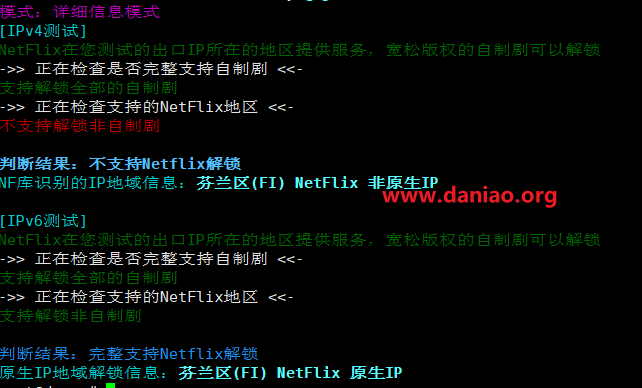 模式：详细信息模式
[IPv4测试]
NetFlix在您测试的出口IP所在的地区提供服务，宽松版权的自制剧可以解锁
->> 正在检查是否完整支持自制剧 <<-
支持解锁全部的自制剧
->> 正在检查支持的NetFlix地区 <<-
不支持解锁非自制剧
判断结果：不支持Netflix解锁
NF库识别的IP地域信息：芬兰区(FI) NetFlix 非原生IP
www.daniao.org
[IPv6测试]
NetFlix在您测试的出口IP所在的地区提供服务，宽松版权的自制剧可以解锁
->> 正在检查是否完整支持自制剧 <<-
支持解锁全部的自制剧
->> 正在检查支持的NetFlix地区 <<-
支持解锁非自制剧
判断结果：完整支持Netflix解锁
原生IP地域解锁信息：芬兰区(FI) NetFlix 原生IP